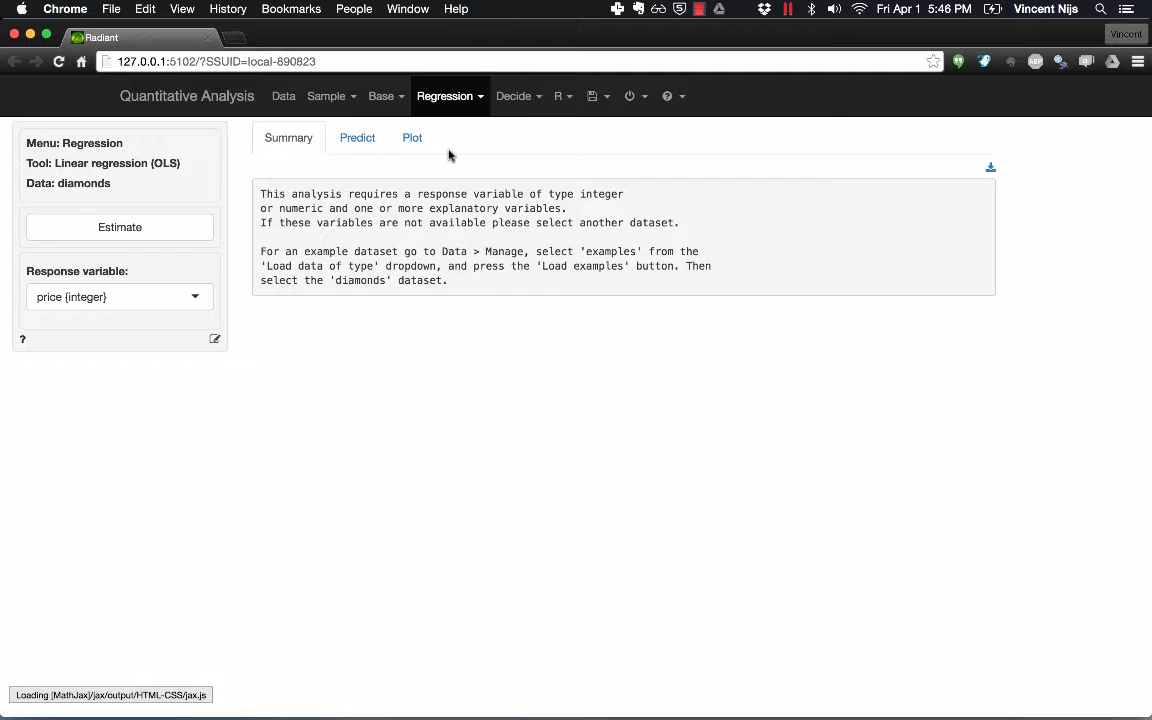 Chrome File Edit View History Bookmarks People Window Help Fri Apr 1 5:46 PM Vincent Nijs
Radiant Vincent
127.0.0.1:5102/?SSUID=local-890823 ABP
Quantitative Analysis Data Sample Base Regression Decide R ?
Menu: Regression
Tool: Linear regression (OLS)
Data: diamonds
Estimate
Response variable:
price {integer}
?
Summary Predict Plot
This analysis requires a response variable of type integer
or numeric and one or more explanatory variables.
If these variables are not available please select another dataset.
For an example dataset go to Data > Manage, select 'examples' from the
'Load data of type' dropdown, and press the 'Load examples' button. Then
select the 'diamonds' dataset.
Loading [MathJax]/jax/output/HTML-CSS/jax.js